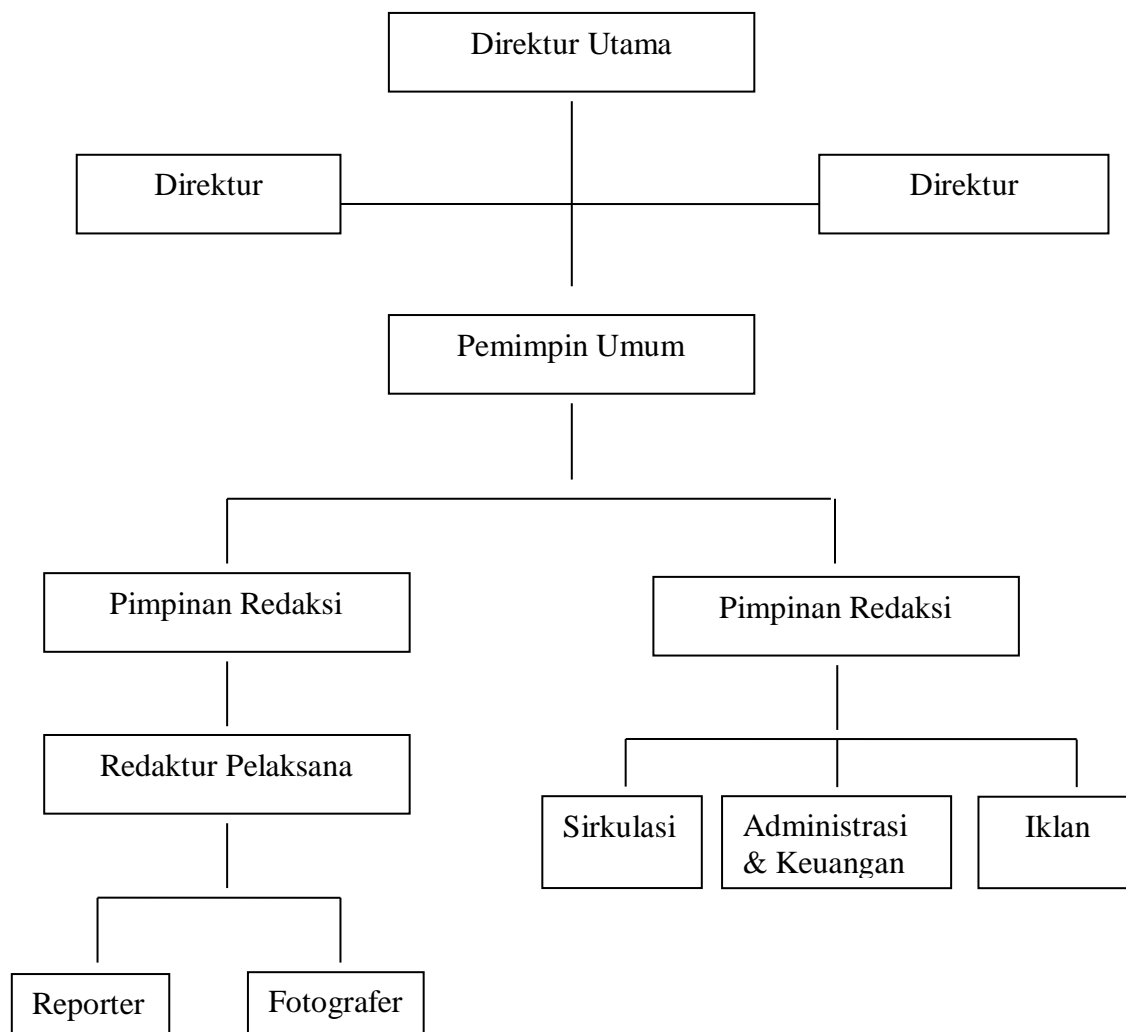 Direktur Utama
Direktur
Direktur
Pemimpin Umum
Pimpinan Redaksi
Pimpinan Redaksi
Redaktur Pelaksana
Sirkulasi
Administrasi
& Keuangan
Iklan
Reporter
Fotografer